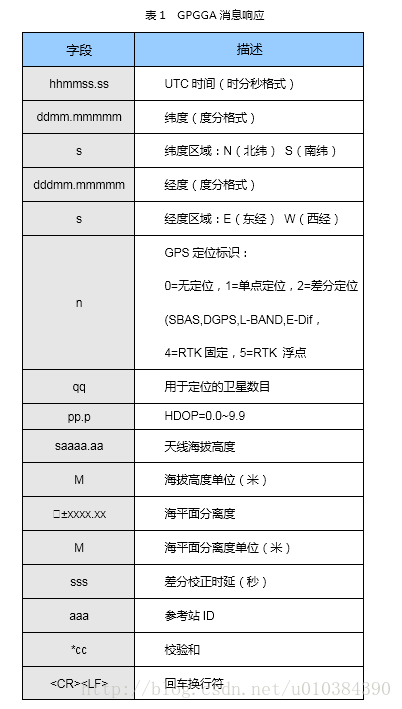 表 1 GPGGA 消息响应
字段 描述
hhmmss.ss UTC 时间（时分秒格式）
ddmm.mmmmm 纬度（度分格式）
s 纬度区域：N（北纬） S（南纬）
dddmm.mmmmm 经度（度分格式）
s 经度区域：E（东经） W（西经）
GPS 定位标识：
0=无定位，1=单点定位，2=差分定位
n
(SBAS,DGPS,L-BAND,E-Dif，
4=RTK 固定，5=RTK 浮点
qq 用于定位的卫星数目
pp.p HDOP=0.0~9.9
saaaa.aa 天线海拔高度
M 海拔高度单位（米）
□±xxxx.xx 海平面分离度
M 海平面分离度单位（米）
sss 差分校正时延（秒）
aaa 参考站 ID
*cc 校验和
<CR><LF> 回车换行符
http://blog.csdn.net/u010384390